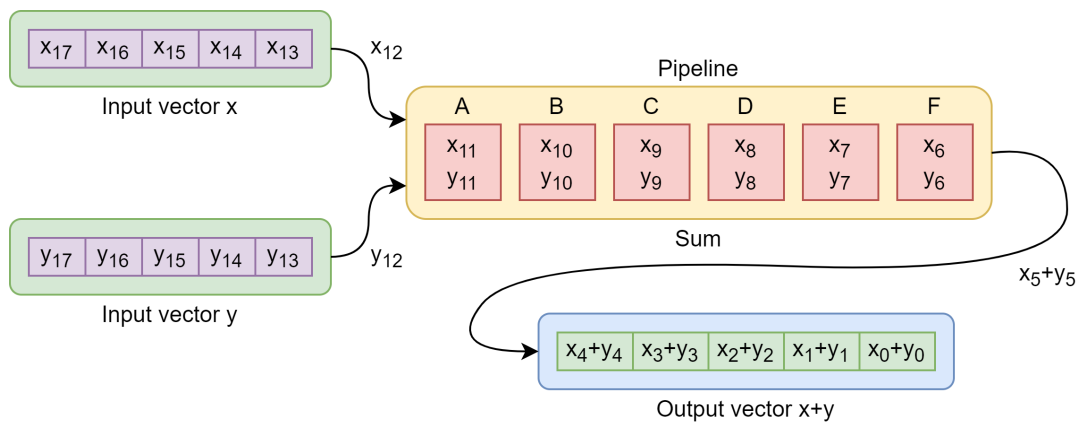 x₁₇ x₁₆ x₁₅ x₁₄ x₁₃
x₁₂
Input vector x
Pipeline
A B C D E F
x₁₁ x₁₀ x₉ x₈ x₇ x₆
y₁₁ y₁₀ y₉ y₈ y₇ y₆
Sum
y₁₇ y₁₆ y₁₅ y₁₄ y₁₃
y₁₂
Input vector y
x₅+y₅
x₄+y₄ x₃+y₃ x₂+y₂ x₁+y₁ x₀+y₀
Output vector x+y